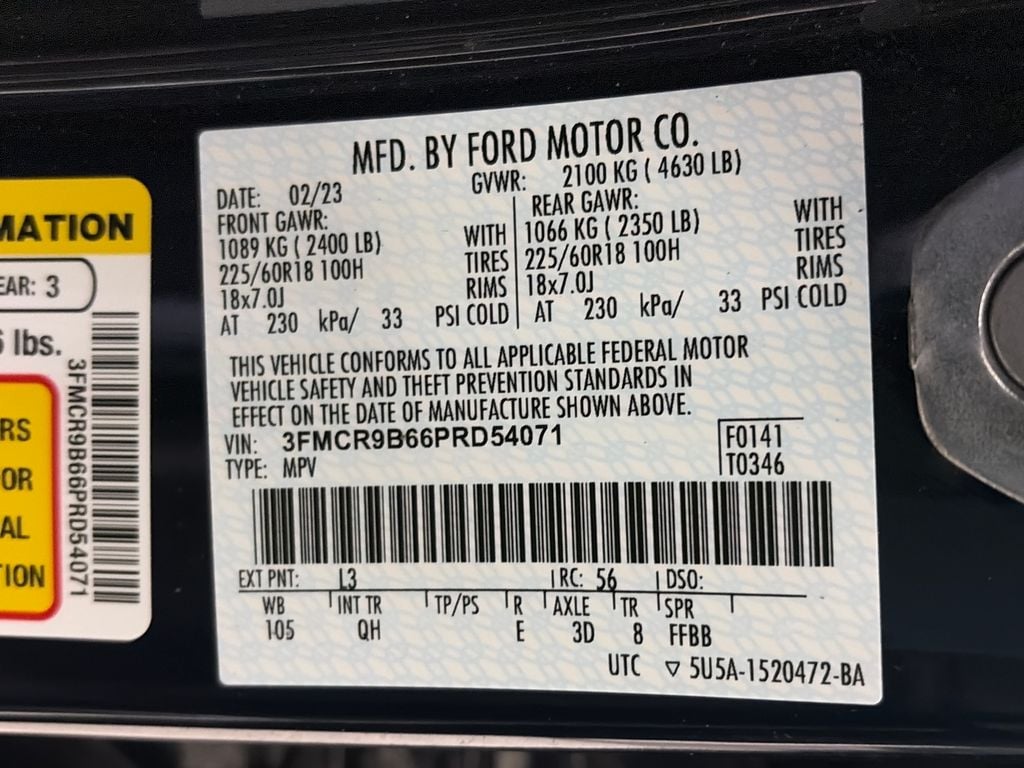 MATION
EAR: 3
lbs.
RS
OR
AL
ION
3FMCR9B66PRD54071
MFD. BY FORD MOTOR CO.
DATE: 02/23 GVWR: 2100 KG ( 4630 LB)
FRONT GAWR: REAR GAWR:
1089 KG ( 2400 LB) WITH 1066 KG ( 2350 LB) WITH
225/60R18 100H TIRES 225/60R18 100H TIRES
18x7.0J RIMS 18x7.0J RIMS
AT 230 kPa/ 33 PSI COLD AT 230 kPa/ 33 PSI COLD
THIS VEHICLE CONFORMS TO ALL APPLICABLE FEDERAL MOTOR
VEHICLE SAFETY AND THEFT PREVENTION STANDARDS IN
EFFECT ON THE DATE OF MANUFACTURE SHOWN ABOVE.
VIN: 3FMCR9B66PRD54071 F0141
TYPE: MPV T0346
EXT PNT: L3 RC: 56 DSO:
WB INT TR TP/PS R AXLE TR SPR
105 QH E 3D 8 FFBB
UTC ▽ 5U5A-1520472-BA